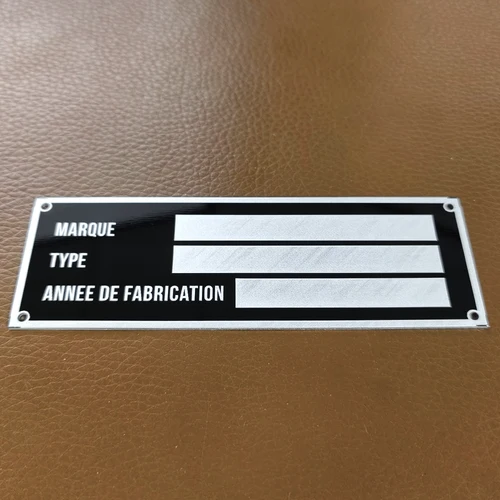 MARQUE
TYPE
ANNEE DE FABRICATION